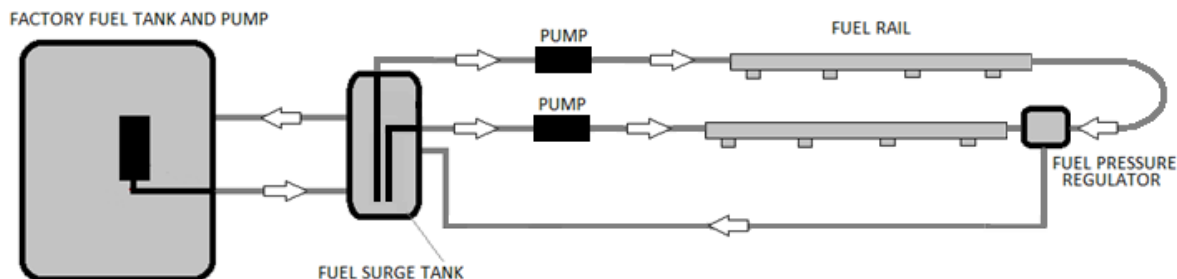 FACTORY FUEL TANK AND PUMP
PUMP
FUEL RAIL
PUMP
FUEL PRESSURE
REGULATOR
FUEL SURGE TANK